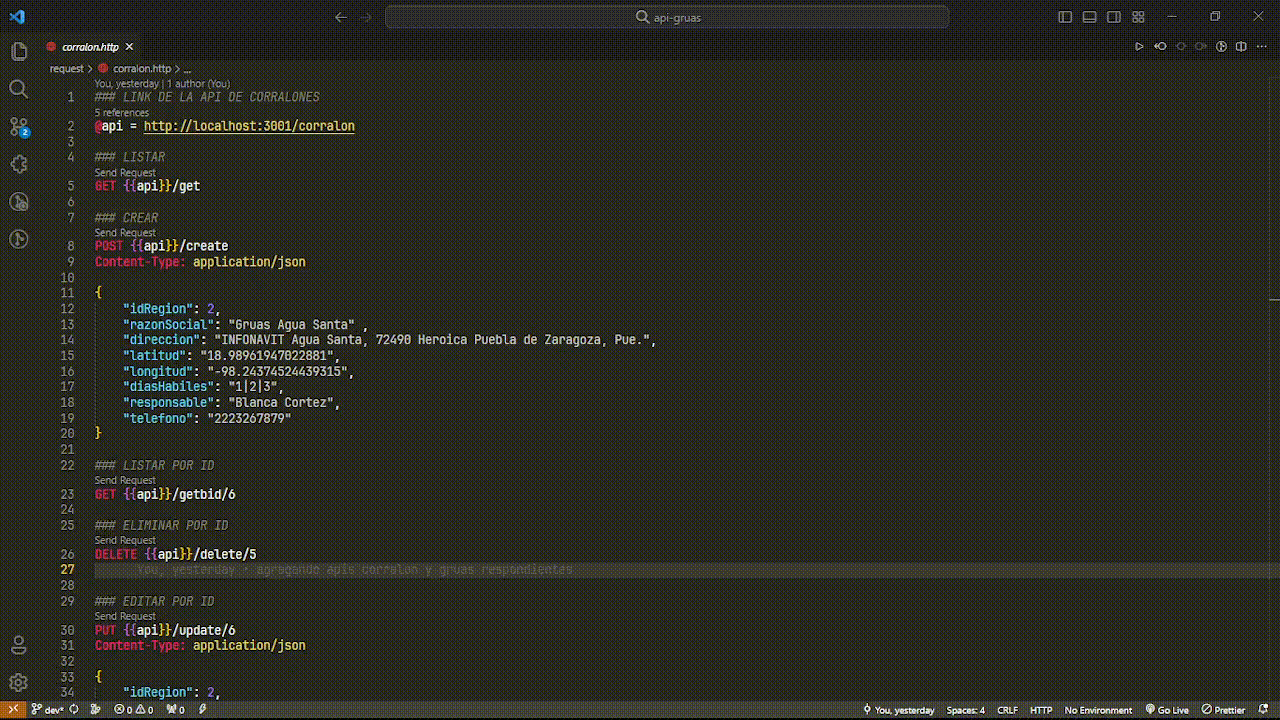 api-gruas
corralon.http
request > corralon.http > ...
You, yesterday | 1 author (You)
1 ### LINK DE LA API DE CORRALONES
5 references
2 @api = http://localhost:3001/corralon
3
4 ### LISTAR
Send Request
5 GET {{api}}/get
6
7 ### CREAR
Send Request
8 POST {{api}}/create
9 Content-Type: application/json
10
11 {
12 "idRegion": 2,
13 "razonSocial": "Gruas Agua Santa" ,
14 "direccion": "INFONAVIT Agua Santa, 72490 Heroica Puebla de Zaragoza, Pue.",
15 "latitud": "18.98961947022881",
16 "longitud": "-98.24374524439315",
17 "diasHabiles": "1|2|3",
18 "responsable": "Blanca Cortez",
19 "telefono": "2223267879"
20 }
21
22 ### LISTAR POR ID
Send Request
23 GET {{api}}/getbid/6
24
25 ### ELIMINAR POR ID
Send Request
26 DELETE {{api}}/delete/5
27 You, yesterday • agragando apis corralon y gruas respondientes
28
29 ### EDITAR POR ID
Send Request
30 PUT {{api}}/update/6
31 Content-Type: application/json
32
33 {
34 "idRegion": 2,
2
dev* 0 0 0 You, yesterday Spaces: 4 CRLF HTTP No Environment Go Live Prettier